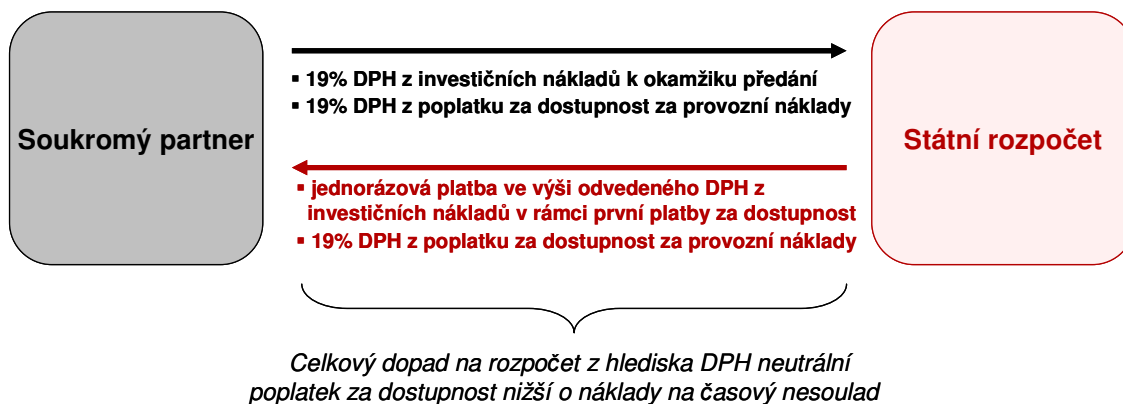 Soukromý partner
▪ 19% DPH z investičních nákladů k okamžiku předání
▪ 19% DPH z poplatku za dostupnost za provozní náklady
▪ jednorázová platba ve výši odvedeného DPH z
investičních nákladů v rámci první platby za dostupnost
▪ 19% DPH z poplatku za dostupnost za provozní náklady
Státní rozpočet
Celkový dopad na rozpočet z hlediska DPH neutrální
poplatek za dostupnost nižší o náklady na časový nesoulad